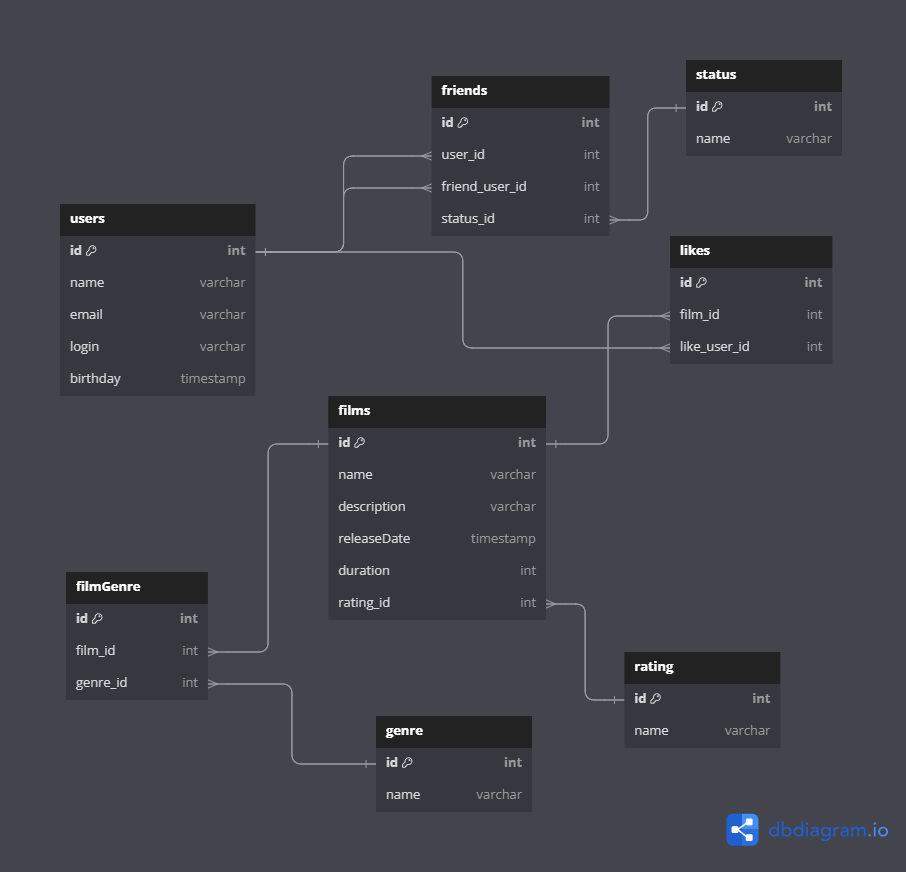 status
id int
name varchar
friends
id int
user_id int
friend_user_id int
status_id int
users
id int
name varchar
email varchar
login varchar
birthday timestamp
likes
id int
film_id int
like_user_id int
films
id int
name varchar
description varchar
releaseDate timestamp
duration int
rating_id int
filmGenre
id int
film_id int
genre_id int
rating
id int
name varchar
genre
id int
name varchar
dbdiagram.io